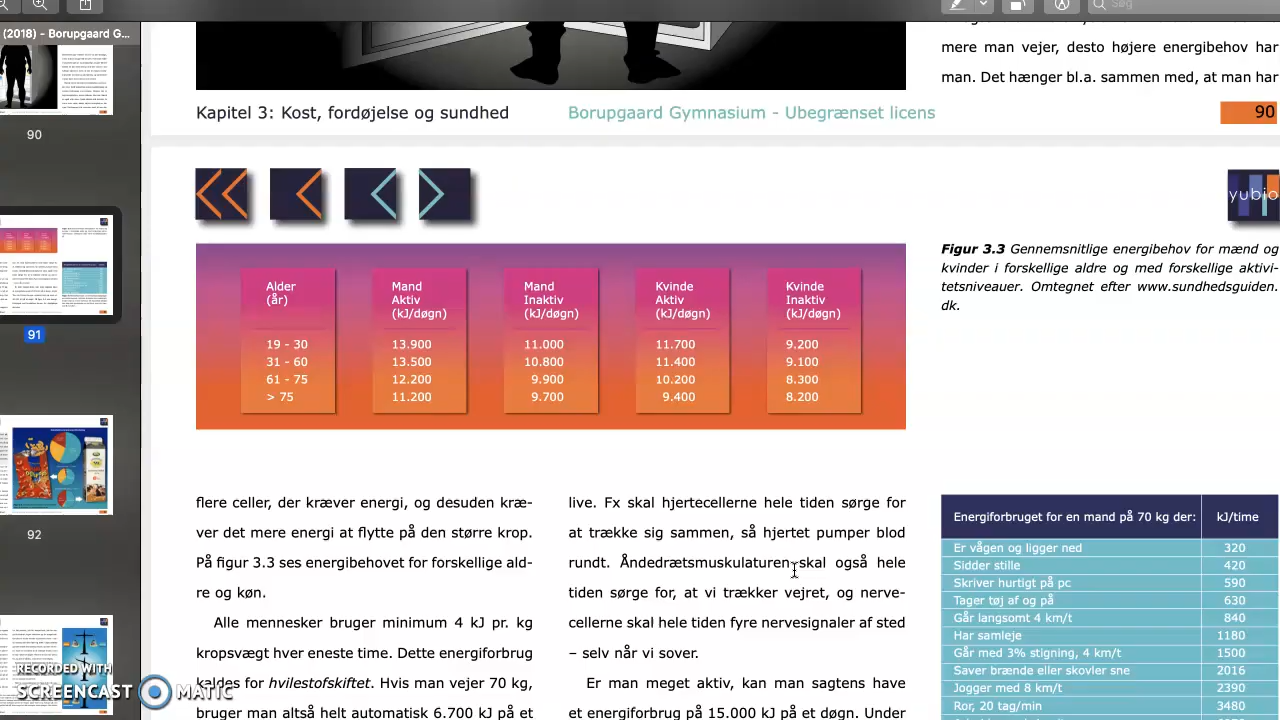 Søg
(2018) - Borupgaard G...
90
91
92
mere man vejer, desto højere energibehov har
man. Det hænger bl.a. sammen med, at man har
Kapitel 3: Kost, fordøjelse og sundhed
Borupgaard Gymnasium - Ubegrænset licens
90
yubio
Figur 3.3 Gennemsnitlige energibehov for mænd og
kvinder i forskellige aldre og med forskellige aktivi-
tetsniveauer. Omtegnet efter www.sundhedsguiden.
dk.
Alder (år) Mand Aktiv (kJ/døgn) Mand Inaktiv (kJ/døgn) Kvinde Aktiv (kJ/døgn) Kvinde Inaktiv (kJ/døgn)
19 - 30 13.900 11.000 11.700 9.200
31 - 60 13.500 10.800 11.400 9.100
61 - 75 12.200 9.900 10.200 8.300
> 75 11.200 9.700 9.400 8.200
flere celler, der kræver energi, og desuden kræ-
ver det mere energi at flytte på den større krop.
På figur 3.3 ses energibehovet for forskellige ald-
re og køn.
Alle mennesker bruger minimum 4 kJ pr. kg
kropsvægt hver eneste time. Dette energiforbrug
kaldes for hvilestofskiftet. Hvis man vejer 70 kg,
bruger man altså helt automatisk 6.700 kJ på et
live. Fx skal hjertecellerne hele tiden sørge for
at trække sig sammen, så hjertet pumper blod
rundt. Åndedrætsmuskulaturen skal også hele
tiden sørge for, at vi trækker vejret, og nerve-
cellerne skal hele tiden fyre nervesignaler af sted
– selv når vi sover.
Er man meget aktiv, kan man sagtens have
et energiforbrug på 15.000 kJ på et døgn. Under
Energiforbruget for en mand på 70 kg der: kJ/time
Er vågen og ligger ned 320
Sidder stille 420
Skriver hurtigt på pc 590
Tager tøj af og på 630
Går langsomt 4 km/t 840
Har samleje 1180
Går med 3% stigning, 4 km/t 1500
Saver brænde eller skovler sne 2016
Jogger med 8 km/t 2390
Ror, 20 tag/min 3480
RECORDED WITH
SCREENCAST MATIC